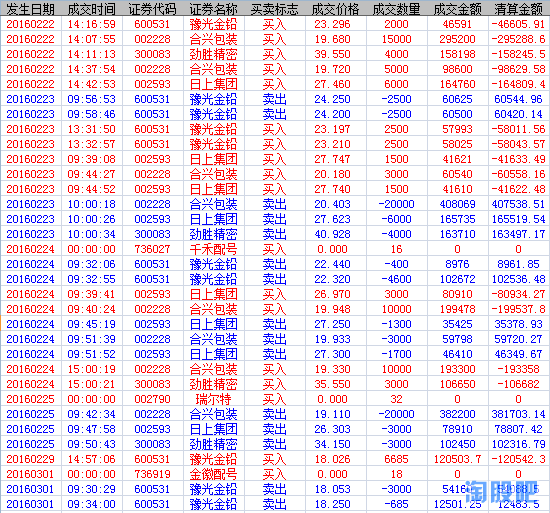 发生日期 成交时间 证券代码 证券名称 买卖标志 成交价格 成交数量 成交金额 清算金额
20160222 14:16:59 600531 豫光金铅 买入 23.296 2000 46591 -46605.91
20160222 14:07:55 002228 合兴包装 买入 19.680 15000 295200 -295288.6
20160222 14:11:13 300083 劲胜精密 买入 39.550 4000 158198 -158245.5
20160222 14:37:54 002228 合兴包装 买入 19.720 5000 98600 -98629.58
20160222 14:42:53 002593 日上集团 买入 27.460 6000 164760 -164809.4
20160223 09:56:53 600531 豫光金铅 卖出 24.250 -2500 60625 60544.96
20160223 09:58:46 600531 豫光金铅 卖出 24.200 -2500 60500 60420.14
20160223 13:31:50 600531 豫光金铅 买入 23.197 2500 57993 -58011.56
20160223 13:32:57 600531 豫光金铅 买入 23.210 2500 58025 -58043.57
20160223 09:39:08 002593 日上集团 买入 27.747 1500 41621 -41633.49
20160223 09:44:27 002228 合兴包装 买入 20.180 3000 60540 -60558.16
20160223 09:44:52 002593 日上集团 买入 27.740 1500 41610 -41622.48
20160223 10:00:18 002228 合兴包装 卖出 20.403 -20000 408069 407538.51
20160223 10:00:26 002593 日上集团 卖出 27.623 -6000 165735 165519.54
20160223 10:00:34 300083 劲胜精密 卖出 40.928 -4000 163710 163497.17
20160224 00:00:00 736027 千禾配号 买入 0.000 16 0 0
20160224 09:32:06 600531 豫光金铅 卖出 22.440 -400 8976 8961.85
20160224 09:32:55 600531 豫光金铅 卖出 22.320 -4600 102672 102536.48
20160224 09:39:41 002593 日上集团 买入 26.970 3000 80910 -80934.27
20160224 09:40:24 002228 合兴包装 买入 19.948 10000 199478 -199537.8
20160224 09:45:19 002593 日上集团 卖出 27.250 -1300 35425 35378.93
20160224 09:51:39 002228 合兴包装 卖出 19.933 -3000 59798 59720.27
20160224 09:51:52 002593 日上集团 卖出 27.300 -1700 46410 46349.67
20160224 15:00:19 002228 合兴包装 买入 19.330 10000 193300 -193358
20160224 15:00:21 300083 劲胜精密 买入 35.550 3000 106650 -106682
20160225 00:00:00 002790 瑞尔特 买入 0.000 32 0 0
20160225 09:42:34 002228 合兴包装 卖出 19.110 -20000 382200 381703.14
20160225 09:47:58 002593 日上集团 卖出 26.303 -3000 78910 78807.42
20160225 09:50:43 300083 劲胜精密 卖出 34.150 -3000 102450 102316.79
20160229 14:57:06 600531 豫光金铅 买入 18.026 6685 120503.7 -120542.3
20160301 00:00:00 736919 金徽配号 买入 0.000 18 0 0
20160301 09:30:29 600531 豫光金铅 卖出 18.053 -3000
20160301 09:34:00 600531 豫光金铅 卖出 18.250 -685 12501.25 12483.5
淘股吧